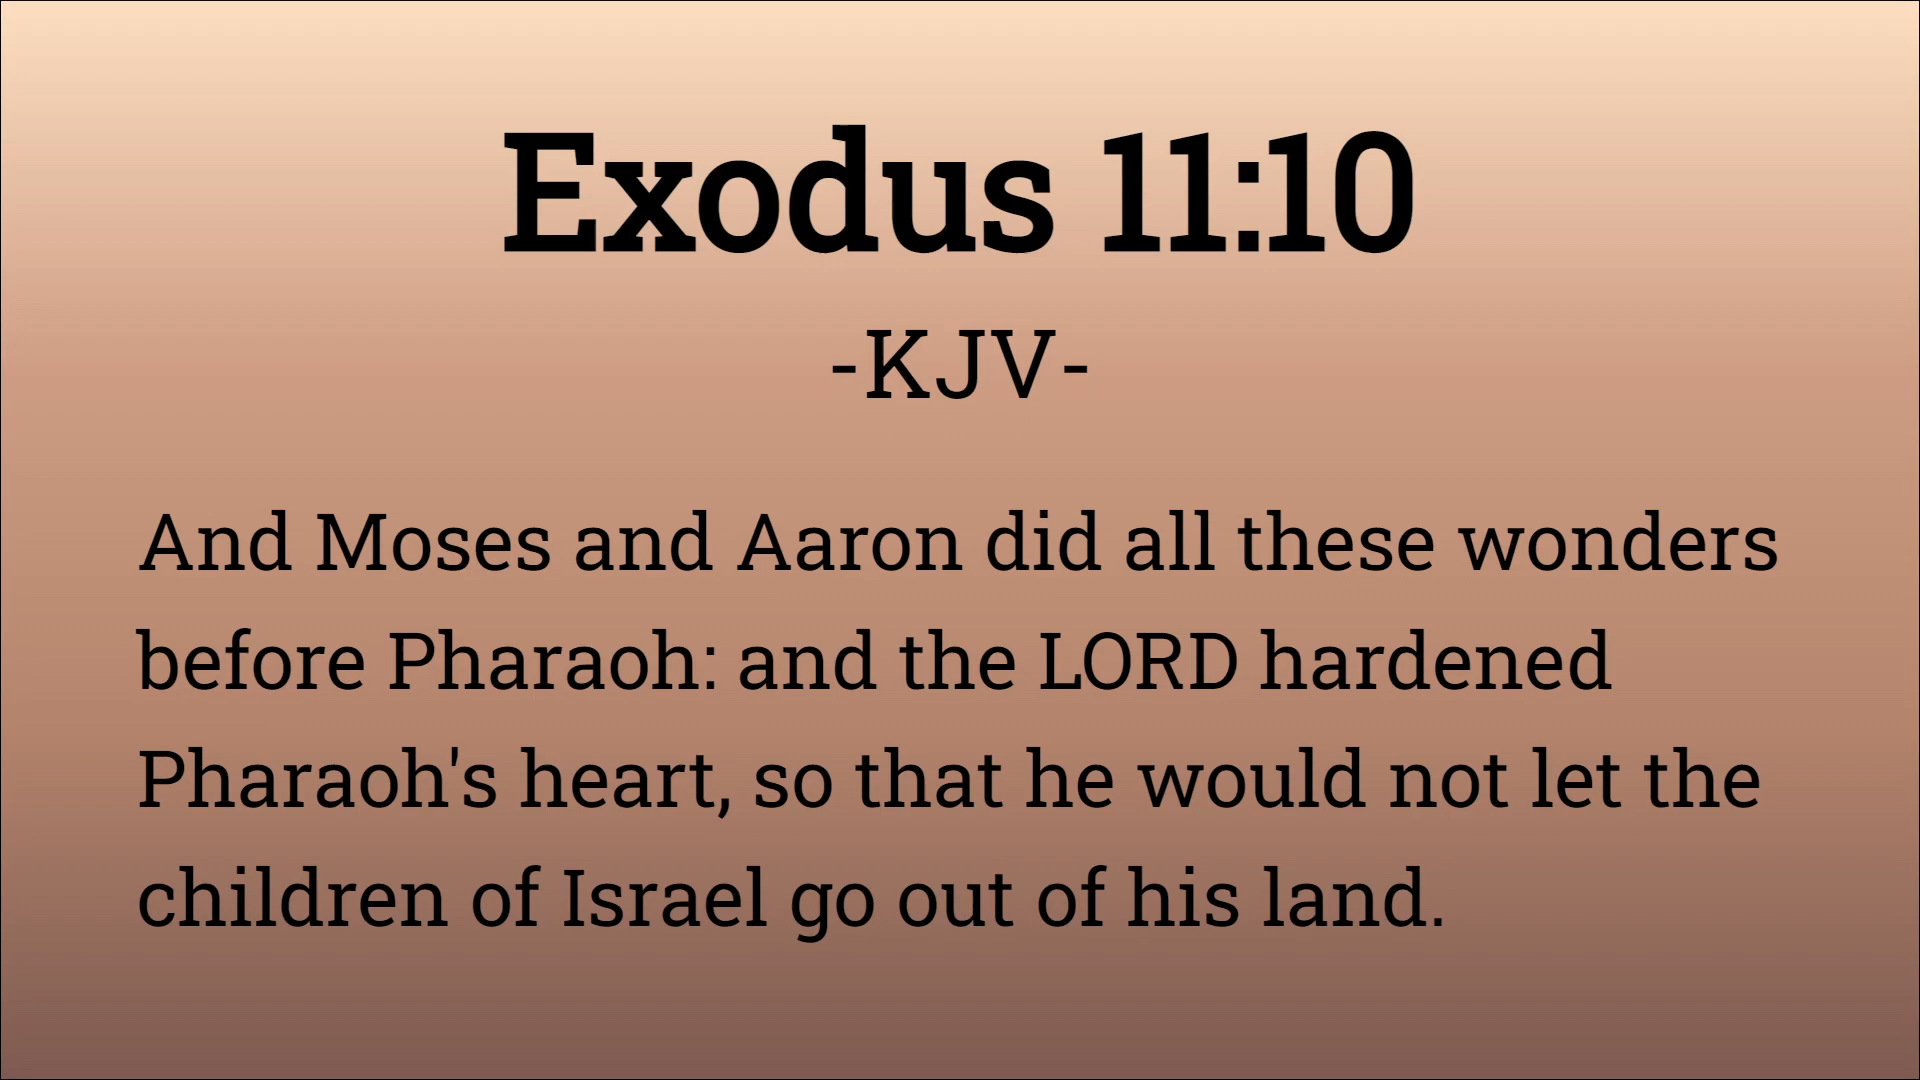 Exodus 11:10
-KJV-
And Moses and Aaron did all these wonders
before Pharaoh: and the LORD hardened
Pharaoh's heart, so that he would not let the
children of Israel go out of his land.